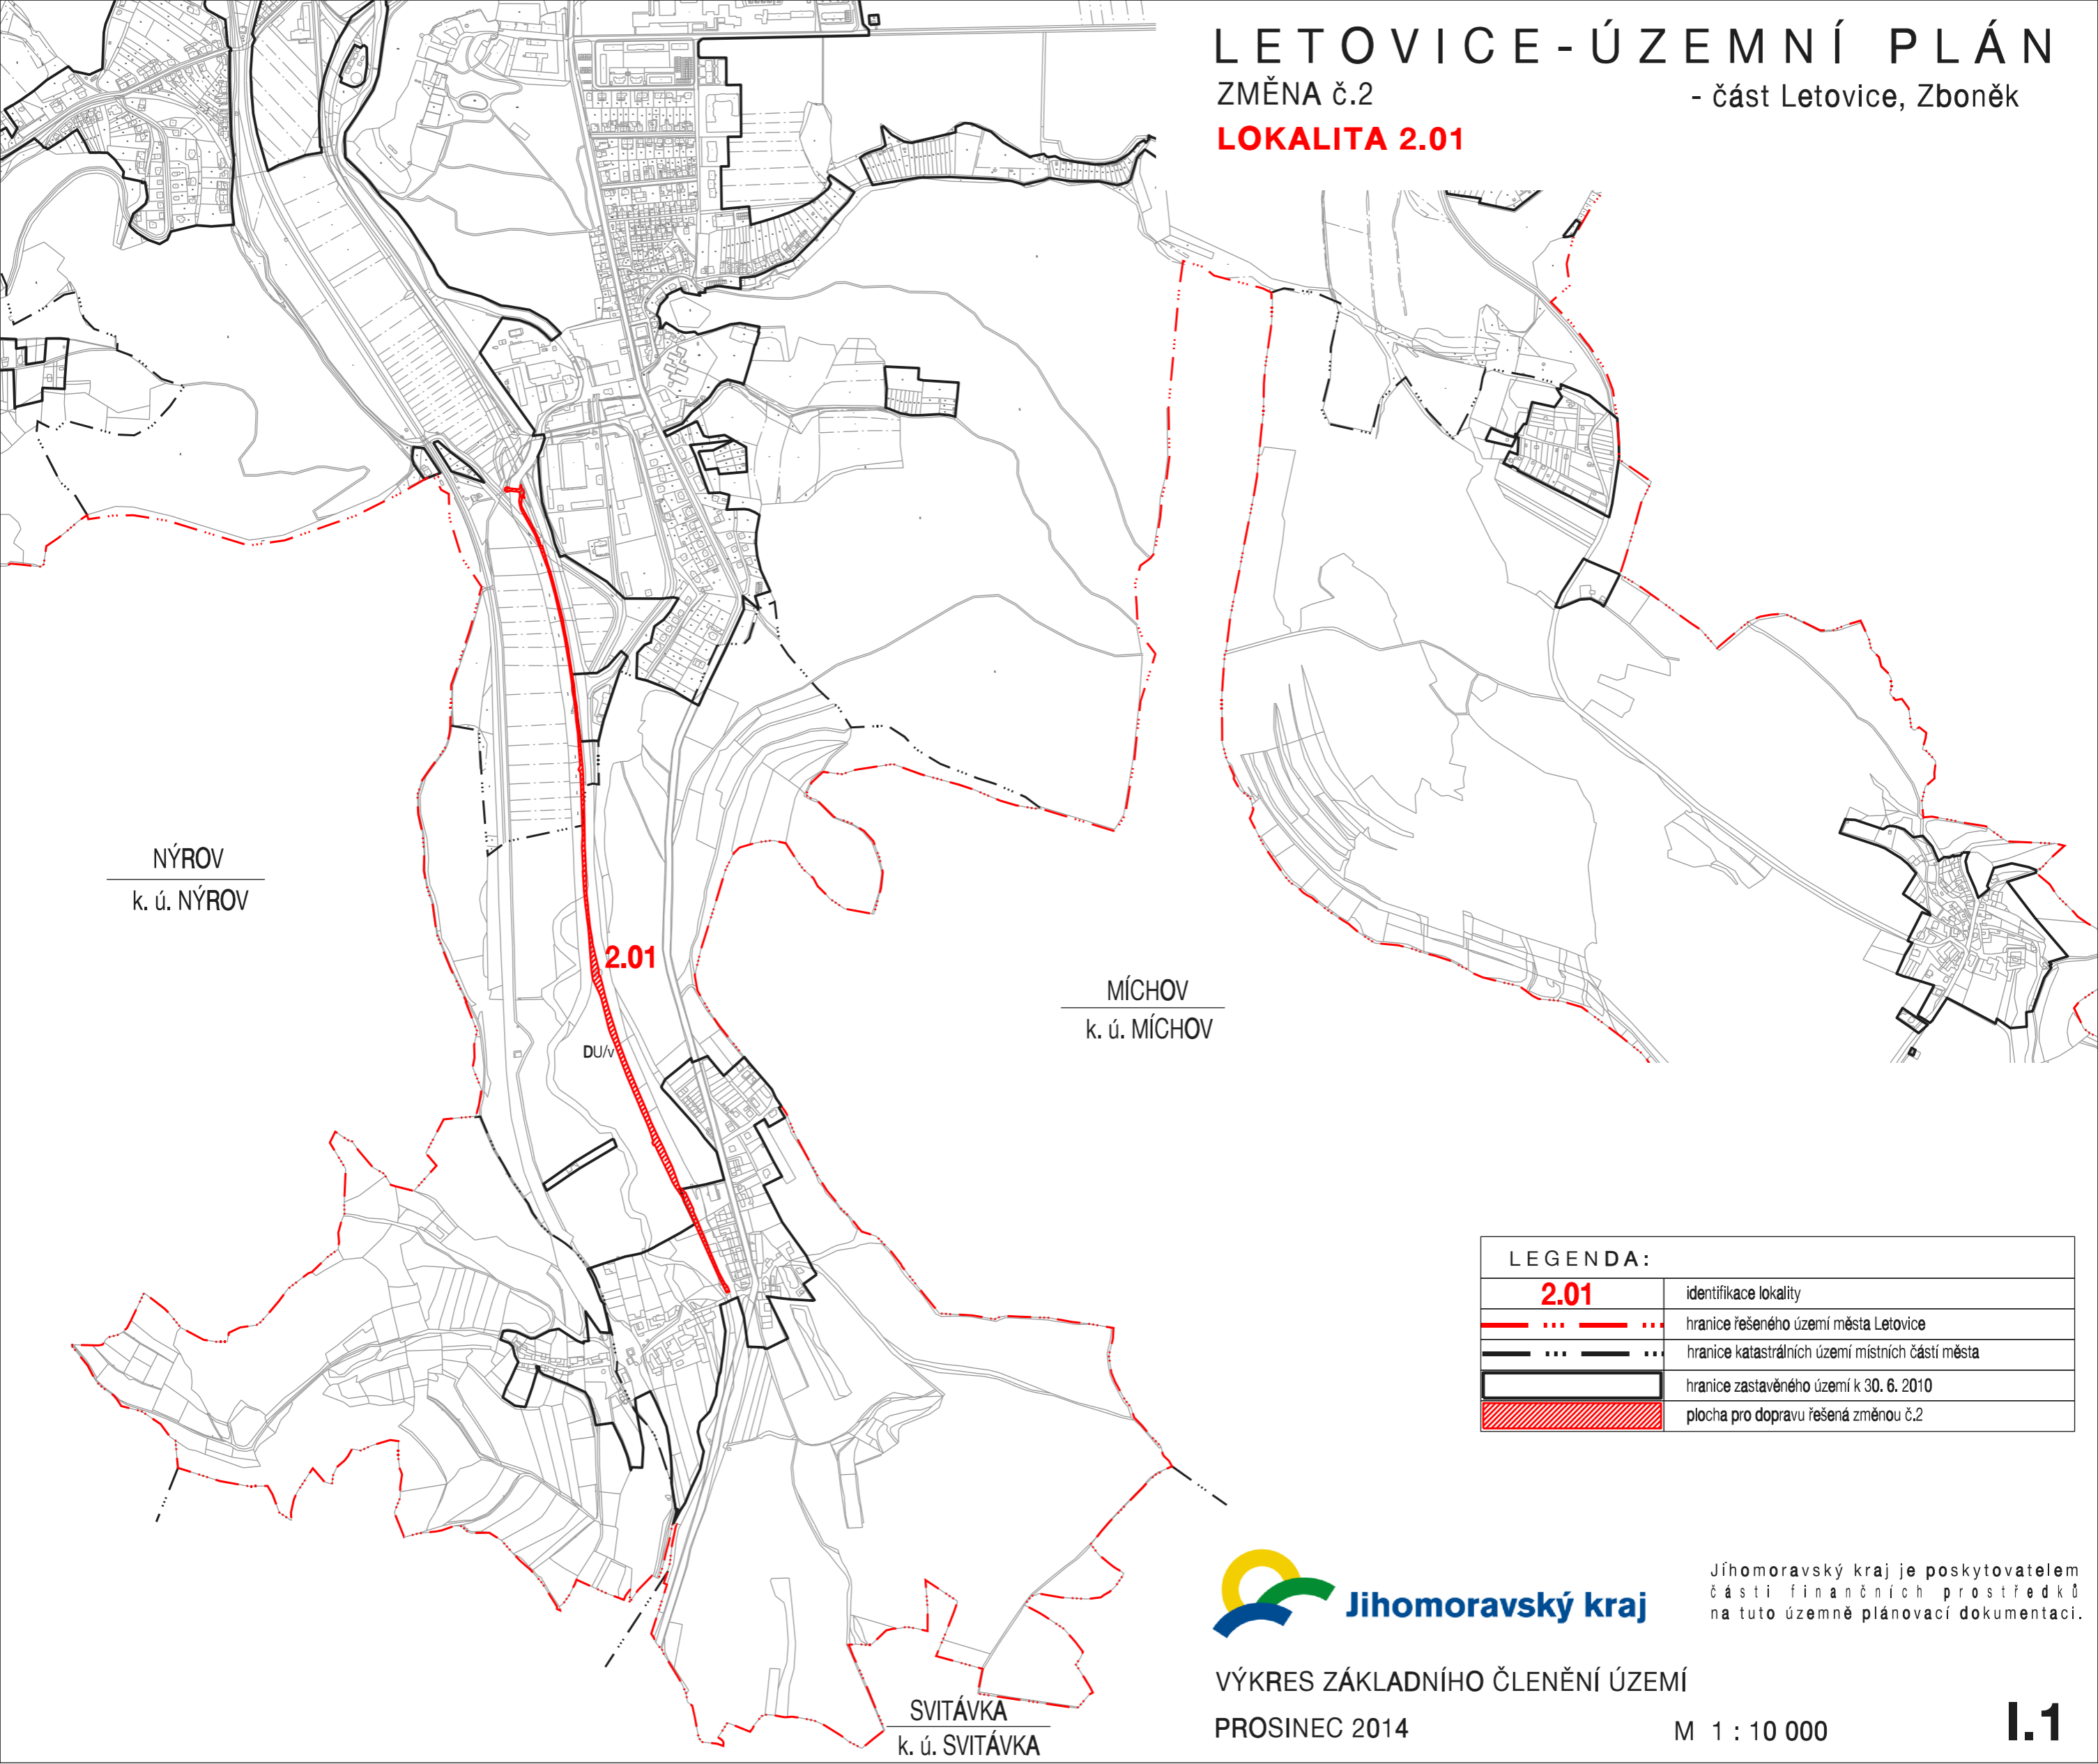 LETOVICE-ÚZEMNÍ PLÁN
ZMĚNA č.2
- část Letovice, Zboněk
LOKALITA 2.01
NÝROV
k. ú. NÝROV
2.01
MÍCHOV
k. ú. MÍCHOV
DU/v
LEGENDA:
2.01 identifikace lokality
hranice řešeného území města Letovice
hranice katastrálních území místních částí města
hranice zastavěného území k 30. 6. 2010
plocha pro dopravu řešená změnou č.2
Jihomoravský kraj
Jihomoravský kraj je poskytovatelem
části finančních prostředků
na tuto územně plánovací dokumentaci.
VÝKRES ZÁKLADNÍHO ČLENĚNÍ ÚZEMÍ
PROSINEC 2014
M 1 : 10 000
I.1
SVITÁVKA
k. ú. SVITÁVKA